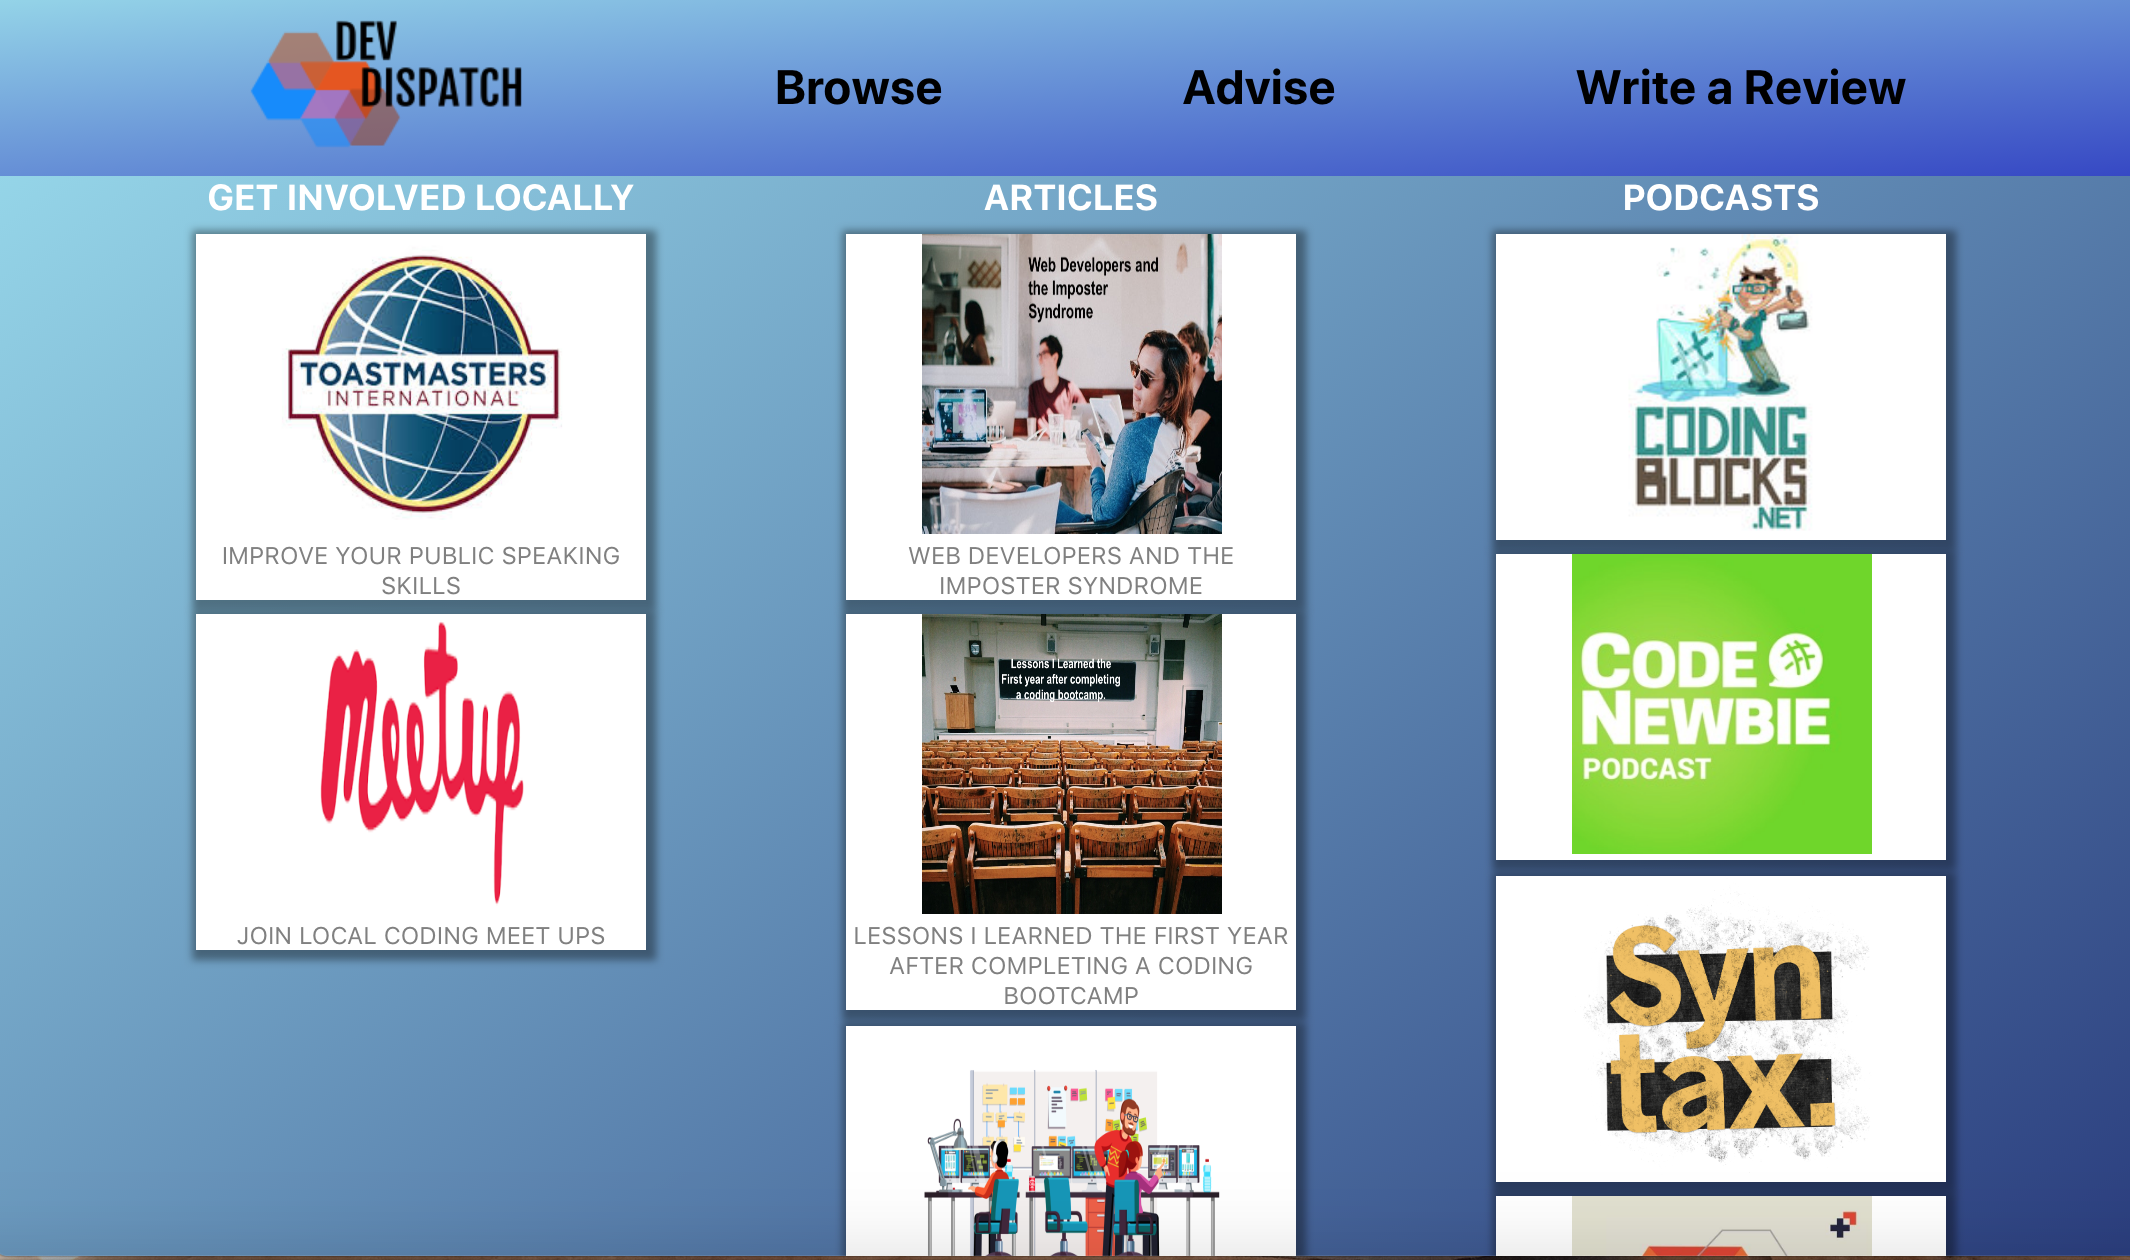 DEV
DISPATCH
Browse
Advise
Write a Review
GET INVOLVED LOCALLY
TOASTMASTERS
INTERNATIONAL
IMPROVE YOUR PUBLIC SPEAKING
SKILLS
Meetup
JOIN LOCAL CODING MEET UPS
ARTICLES
Web Developers and
the Imposter
Syndrome
WEB DEVELOPERS AND THE
IMPOSTER SYNDROME
Lessons I Learned the
First year after completing
a coding bootcamp.
LESSONS I LEARNED THE FIRST YEAR
AFTER COMPLETING A CODING
BOOTCAMP
PODCASTS
CODING
BLOCKS
.NET
CODE
NEWBIE
PODCAST
Syn
tax.